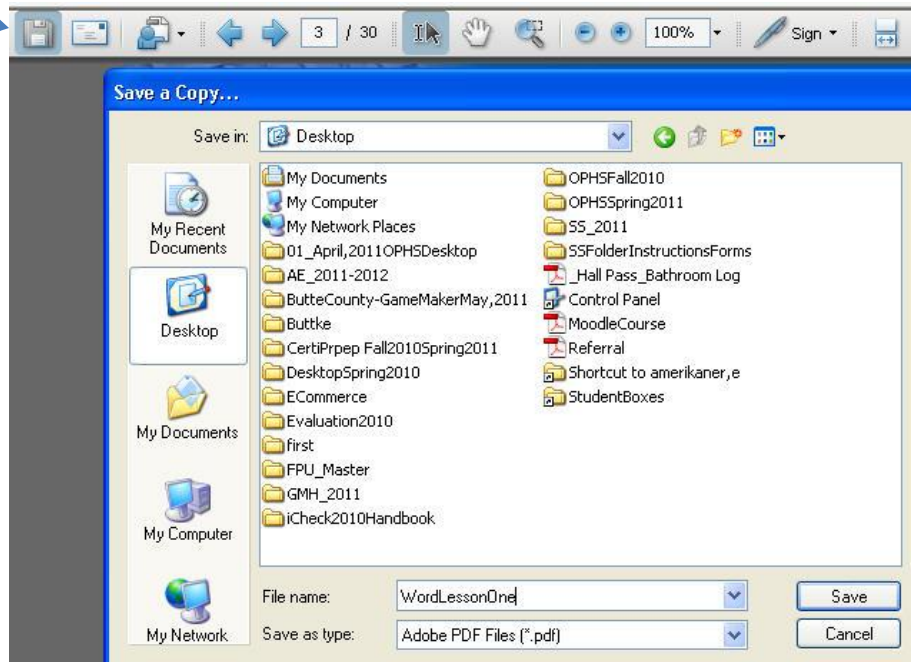 3 / 30 100% Sign
Save a Copy...
Save in: Desktop
My Recent
Documents
Desktop
My Documents
My Computer
My Network
My Documents
My Computer
My Network Places
01_April,2011OPHSDesktop
AE_2011-2012
ButteCounty-GameMakerMay,2011
Buttke
CertiPrpep Fall2010Spring2011
DesktopSpring2010
ECommerce
Evaluation2010
first
FPU_Master
GMH_2011
iCheck2010Handbook
OPHSFall2010
OPHSSpring2011
SS_2011
SSFolderInstructionsForms
_Hall Pass_Bathroom Log
Control Panel
MoodleCourse
Referral
Shortcut to amerikaner,e
StudentBoxes
File name: WordLessonOne Save
Save as type: Adobe PDF Files (*.pdf) Cancel